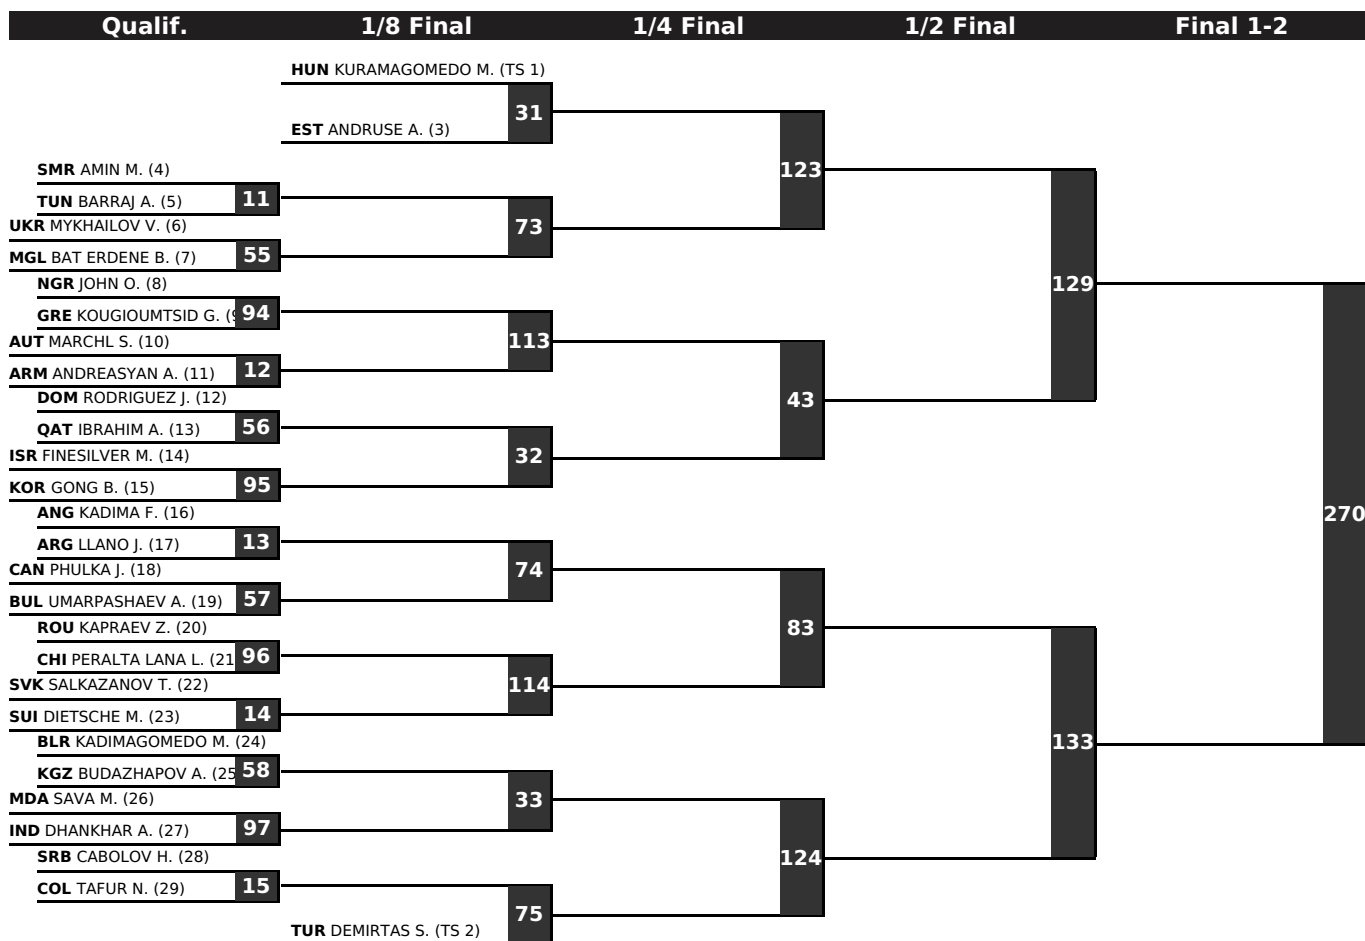 Qualif. 1/8 Final 1/4 Final 1/2 Final Final 1-2
HUN KURAMAGOMEDO M. (TS 1)
31
EST ANDRUSE A. (3)
SMR AMIN M. (4)
123
TUN BARRAJ A. (5) 11
UKR MYKHAILOV V. (6)
73
MGL BAT ERDENE B. (7) 55
NGR JOHN O. (8)
129
GRE KOUGIOUMTSID G. (9 94
AUT MARCHL S. (10)
113
ARM ANDREASYAN A. (11) 12
DOM RODRIGUEZ J. (12)
43
QAT IBRAHIM A. (13) 56
ISR FINESILVER M. (14)
32
KOR GONG B. (15) 95
ANG KADIMA F. (16)
270
ARG LLANO J. (17) 13
CAN PHULKA J. (18)
74
BUL UMARPASHAEV A. (19) 57
ROU KAPRAEV Z. (20)
83
CHI PERALTA LANA L. (21 96
SVK SALKAZANOV T. (22)
114
SUI DIETSCHE M. (23) 14
BLR KADIMAGOMEDO M. (24)
133
KGZ BUDAZHAPOV A. (25 58
MDA SAVA M. (26)
33
IND DHANKHAR A. (27) 97
SRB CABOLOV H. (28)
124
COL TAFUR N. (29) 15
75
TUR DEMIRTAS S. (TS 2)